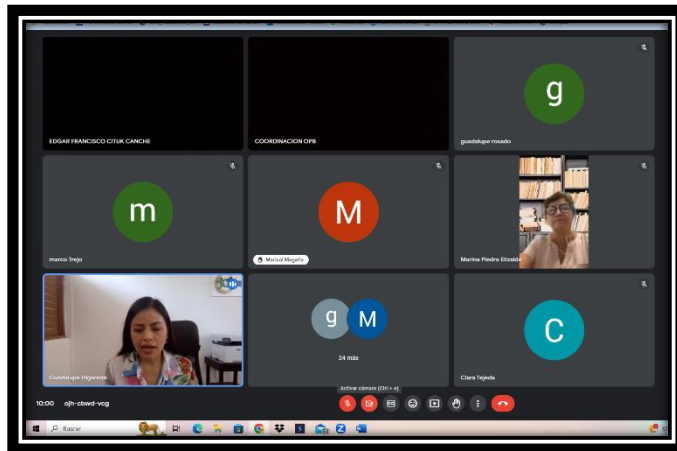 g
EDGAR FRANCISCO CITUK CANCHE
COORDINACION OPB
guadalupe rosado
m
M
marco Trejo
Marisol Magaña
Marina Piedra Elizalde
g M
24 más
C
Guadalupe Higareda
Clara Tejeda
Activar cámara (Ctrl + e)
10:00 ojh-cbwd-vcg
Buscar